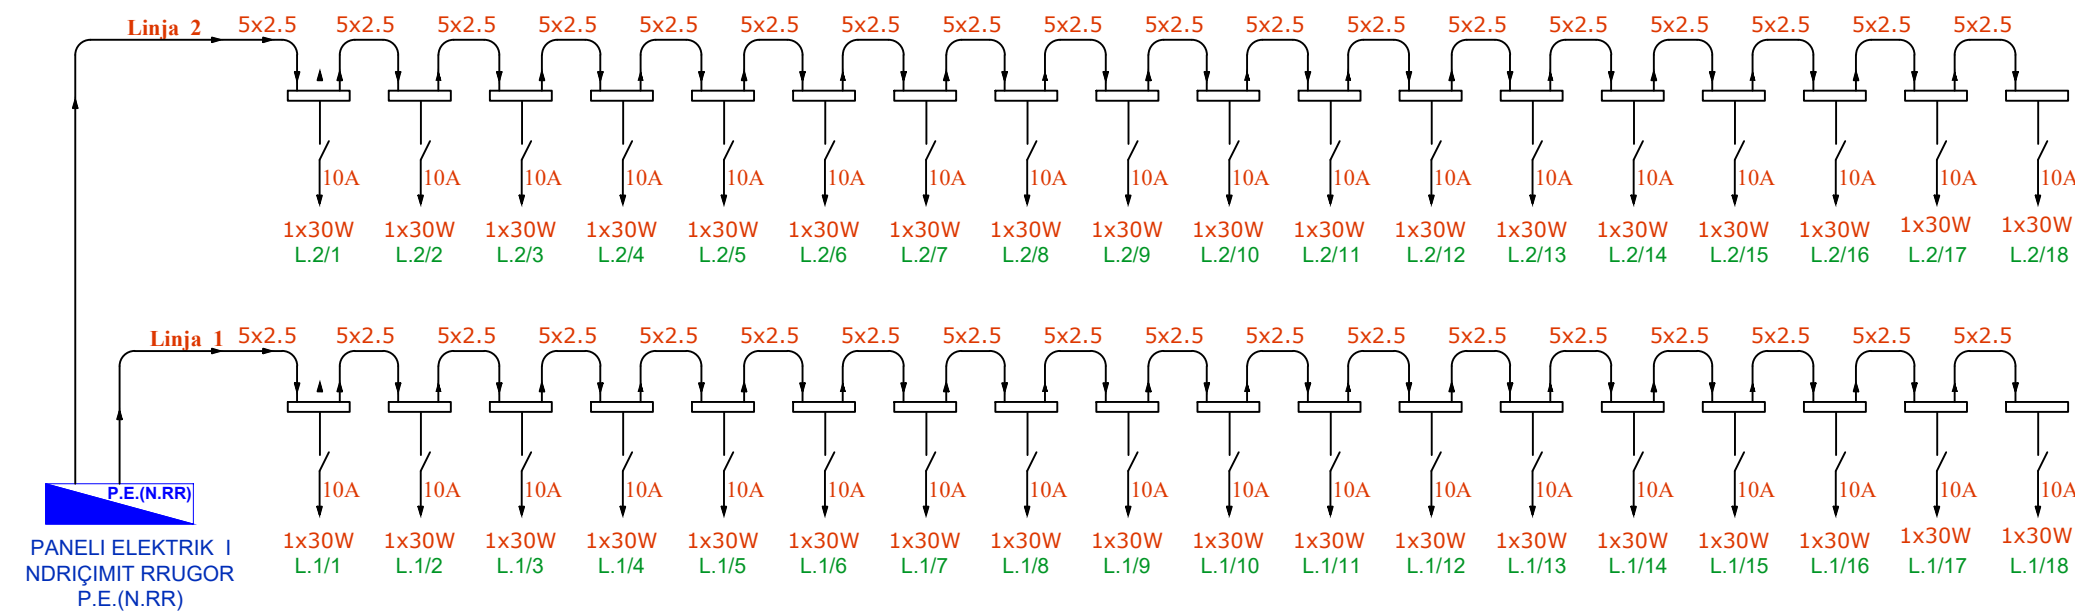 Linja 2 5x2.5 5x2.5 5x2.5 5x2.5 5x2.5 5x2.5 5x2.5 5x2.5 5x2.5 5x2.5 5x2.5 5x2.5 5x2.5 5x2.5 5x2.5 5x2.5 5x2.5 5x2.5
10A 10A 10A 10A 10A 10A 10A 10A 10A 10A 10A 10A 10A 10A 10A 10A 10A 10A
1x30W 1x30W 1x30W 1x30W 1x30W 1x30W 1x30W 1x30W 1x30W 1x30W 1x30W 1x30W 1x30W 1x30W 1x30W 1x30W 1x30W 1x30W
L.2/1 L.2/2 L.2/3 L.2/4 L.2/5 L.2/6 L.2/7 L.2/8 L.2/9 L.2/10 L.2/11 L.2/12 L.2/13 L.2/14 L.2/15 L.2/16 L.2/17 L.2/18
Linja 1 5x2.5 5x2.5 5x2.5 5x2.5 5x2.5 5x2.5 5x2.5 5x2.5 5x2.5 5x2.5 5x2.5 5x2.5 5x2.5 5x2.5 5x2.5 5x2.5 5x2.5 5x2.5
10A 10A 10A 10A 10A 10A 10A 10A 10A 10A 10A 10A 10A 10A 10A 10A 10A 10A
1x30W 1x30W 1x30W 1x30W 1x30W 1x30W 1x30W 1x30W 1x30W 1x30W 1x30W 1x30W 1x30W 1x30W 1x30W 1x30W 1x30W 1x30W
L.1/1 L.1/2 L.1/3 L.1/4 L.1/5 L.1/6 L.1/7 L.1/8 L.1/9 L.1/10 L.1/11 L.1/12 L.1/13 L.1/14 L.1/15 L.1/16 L.1/17 L.1/18
P.E.(N.RR)
PANELI ELEKTRIK I
NDRIÇIMIT RRUGOR
P.E.(N.RR)